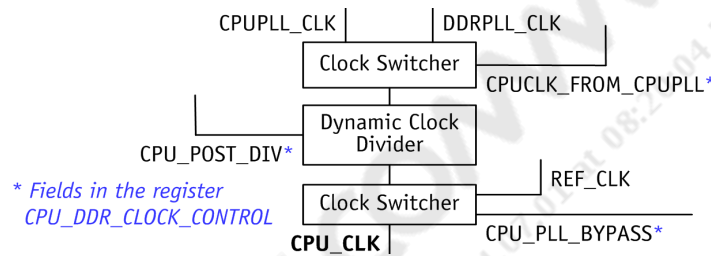 CPUPLL_CLK DDRPLL_CLK
Clock Switcher
CPUCLK_FROM_CPUPLL*
Dynamic Clock
Divider
CPU_POST_DIV*
REF_CLK
* Fields in the register
CPU_DDR_CLOCK_CONTROL
Clock Switcher
CPU_PLL_BYPASS*
CPU_CLK